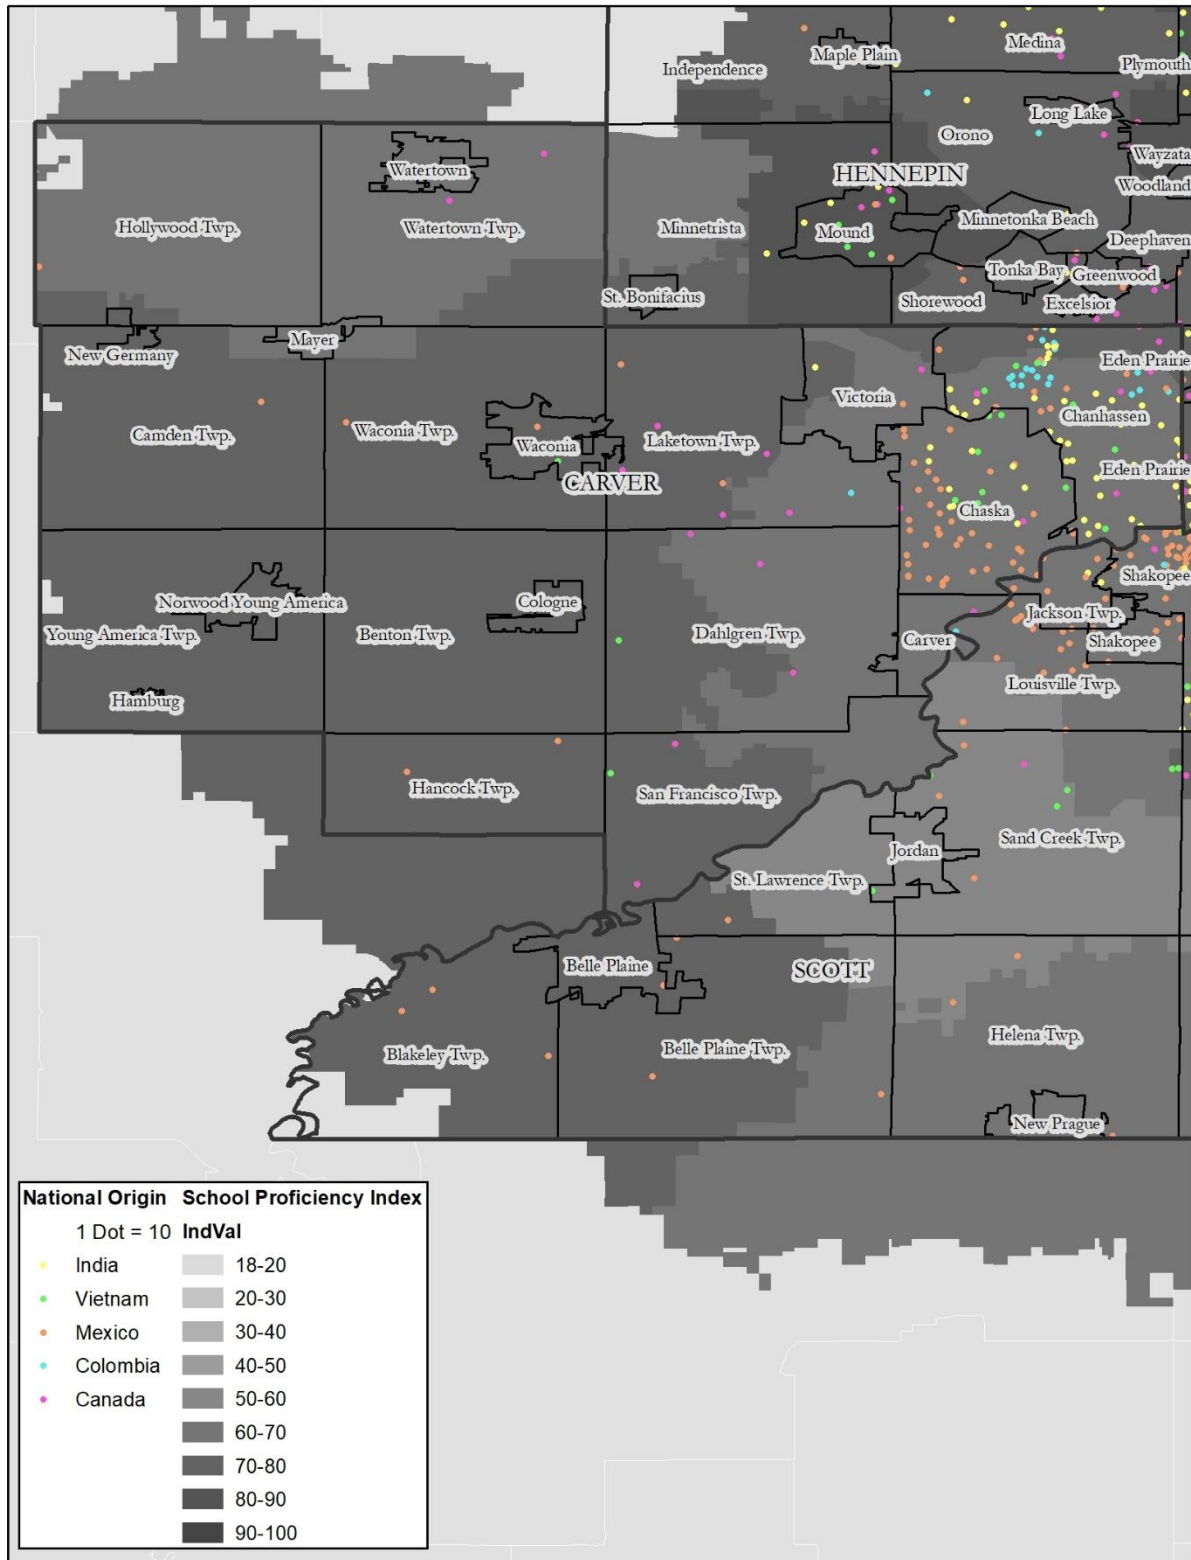 Medina
Maple Plain
Plymouth
Independence
Long Lake
Orono
Wayzata
Watertown
HENNEPIN
Woodland
Hollywood Twp.
Watertown Twp.
Minnetrista
Mound
Minnetonka Beach
Deephaven
Tonka Bay
Greenwood
St. Bonifacius
Shorewood
Excelsior
New Germany
Mayer
Eden Prairie
Victoria
Chanhassen
Camden Twp.
Waconia Twp.
Waconia
Laketown Twp.
Eden Prairie
CARVER
Chaska
Shakopee
Norwood Young America
Cologne
Jackson Twp.
Young America Twp.
Benton Twp.
Dahlgren Twp.
Carver
Shakopee
Louisville Twp.
Hamburg
Hancock Twp.
San Francisco Twp.
Sand Creek Twp.
Jordan
St. Lawrence Twp.
Belle Plaine
SCOTT
Helena Twp.
Blakeley Twp.
Belle Plaine Twp.
New Prague
National Origin School Proficiency Index
1 Dot = 10 IndVal
India 18-20
Vietnam 20-30
Mexico 30-40
Colombia 40-50
Canada 50-60
60-70
70-80
80-90
90-100